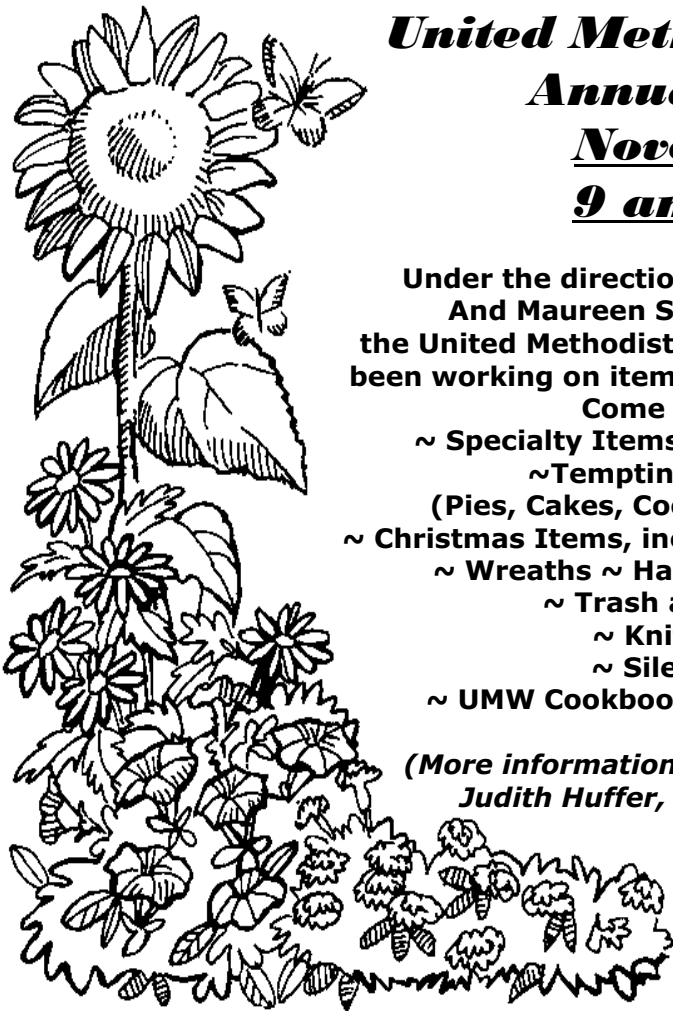 United Meth
Annu
Nove
9 an
Under the directio
And Maureen S
the United Methodist
been working on item
Come
~ Specialty Items
~Temptin
(Pies, Cakes, Coo
~ Christmas Items, inc
~ Wreaths ~ Ha
~ Trash a
~ Kni
~ Sile
~ UMW Cookboo
(More information
Judith Huffer,